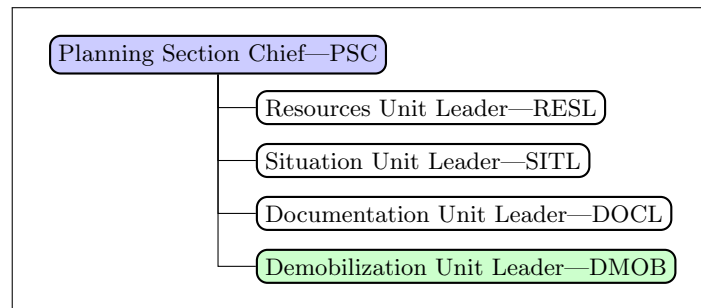 Planning Section Chief—PSC
Resources Unit Leader—RESL
Situation Unit Leader—SITL
Documentation Unit Leader—DOCL
Demobilization Unit Leader—DMOB